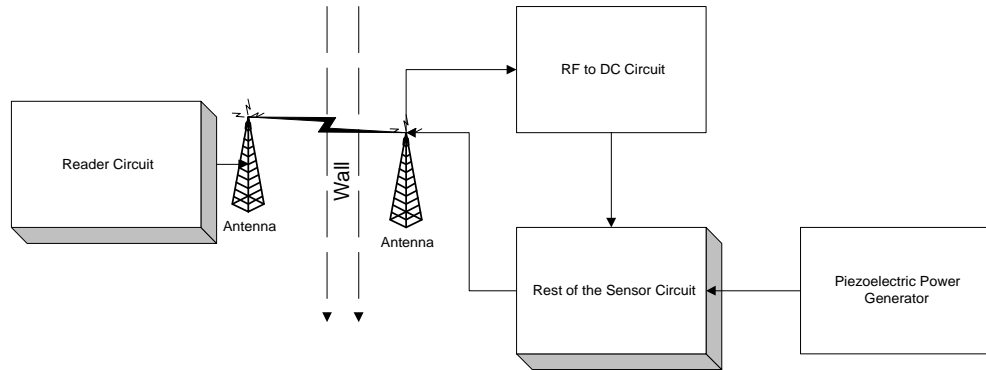 RF to DC Circuit
Reader Circuit
Wall
Antenna
Antenna
Rest of the Sensor Circuit
Piezoelectric Power
Generator